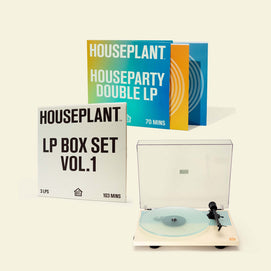 HOUSEPLANT
HOUSEPARTY
DOUBLE LP
70 MINS
HOUSEPLANT
LP BOX SET
VOL.1
3 LPS
103 MINS